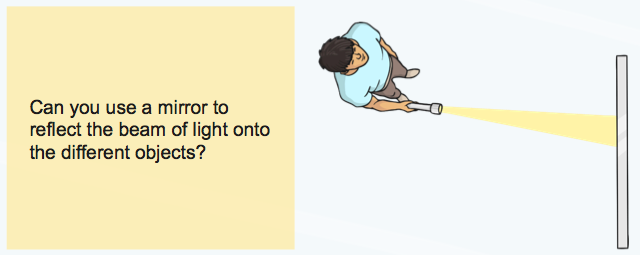 Can you use a mirror to
reflect the beam of light onto
the different objects?